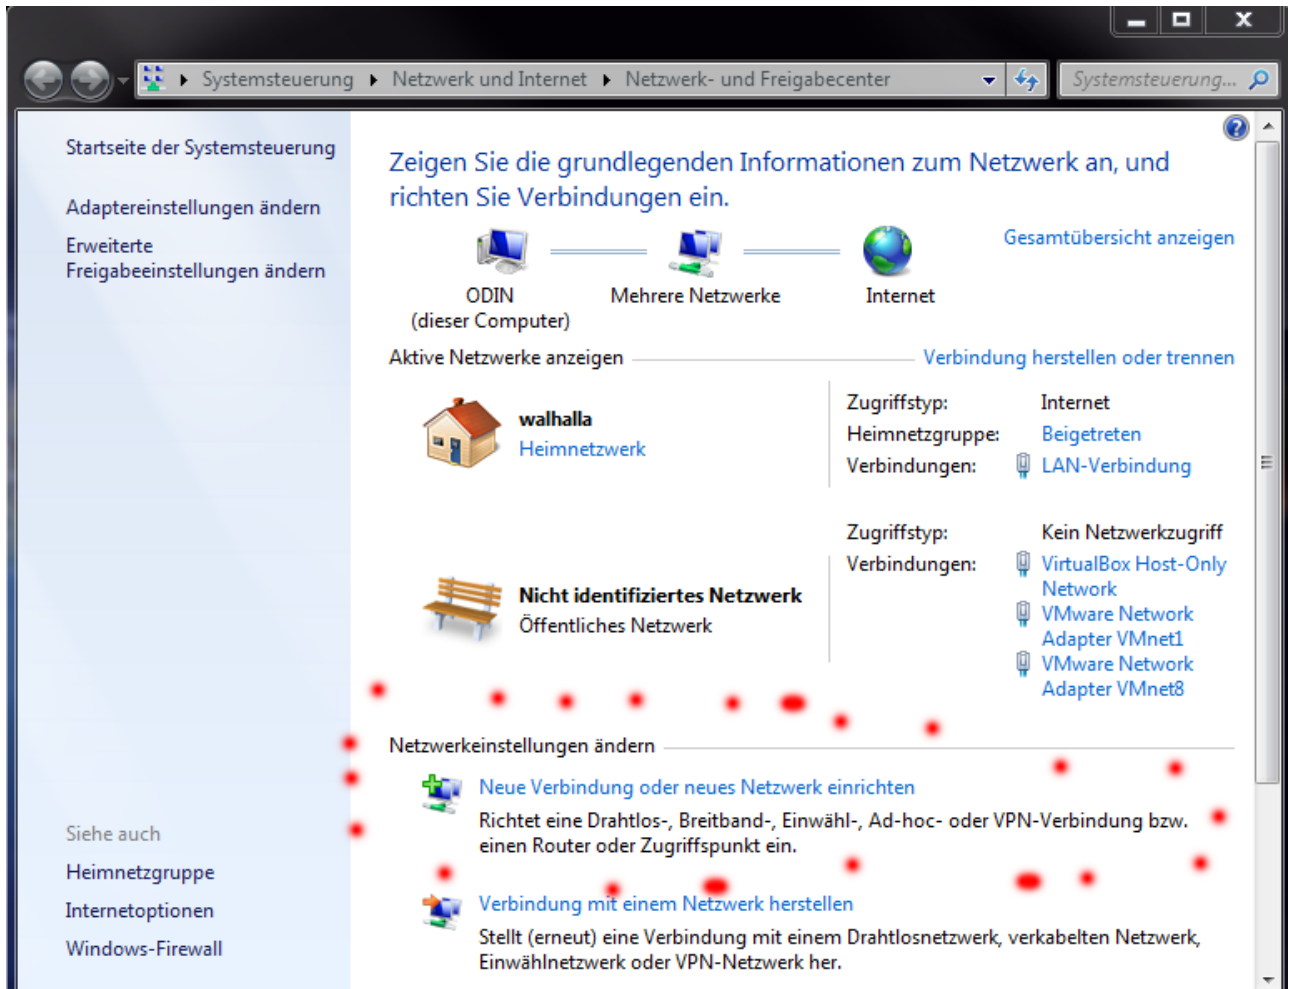 Systemsteuerung Netzwerk und Internet Netzwerk- und Freigabecenter
Systemsteuerung...
Startseite der Systemsteuerung
Adaptereinstellungen ändern
Erweiterte
Freigabeeinstellungen ändern
Siehe auch
Heimnetzgruppe
Internetoptionen
Windows-Firewall
Zeigen Sie die grundlegenden Informationen zum Netzwerk an, und
richten Sie Verbindungen ein.
Gesamtübersicht anzeigen
ODIN
(dieser Computer)
Mehrere Netzwerke
Internet
Aktive Netzwerke anzeigen
Verbindung herstellen oder trennen
walhalla
Heimnetzwerk
Zugriffstyp: Internet
Heimnetzgruppe: Beigetreten
Verbindungen: LAN-Verbindung
Nicht identifiziertes Netzwerk
Öffentliches Netzwerk
Zugriffstyp: Kein Netzwerkzugriff
Verbindungen: VirtualBox Host-Only
Network
VMware Network
Adapter VMnet1
VMware Network
Adapter VMnet8
Netzwerkeinstellungen ändern
Neue Verbindung oder neues Netzwerk einrichten
Richtet eine Drahtlos-, Breitband-, Einwähl-, Ad-hoc- oder VPN-Verbindung bzw.
einen Router oder Zugriffspunkt ein.
Verbindung mit einem Netzwerk herstellen
Stellt (erneut) eine Verbindung mit einem Drahtlosnetzwerk, verkabelten Netzwerk,
Einwählnetzwerk oder VPN-Netzwerk her.